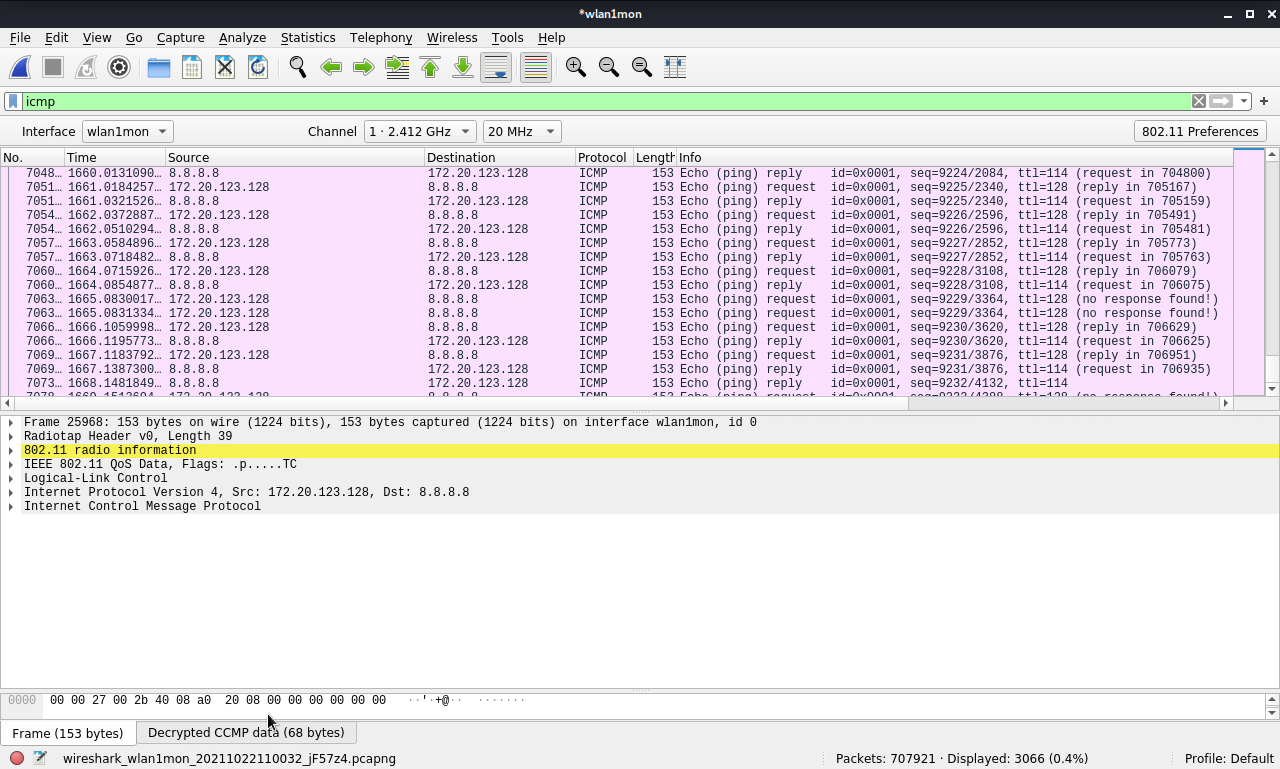 *wlan1mon
File Edit View Go Capture Analyze Statistics Telephony Wireless Tools Help
icmp
Interface wlan1mon Channel 1 · 2.412 GHz 20 MHz 802.11 Preferences
No. Time Source Destination Protocol Length Info
7048… 1660.0131090… 8.8.8.8 172.20.123.128 ICMP 153 Echo (ping) reply id=0x0001, seq=9224/2084, ttl=114 (request in 704800)
7051… 1661.0184257… 172.20.123.128 8.8.8.8 ICMP 153 Echo (ping) request id=0x0001, seq=9225/2340, ttl=128 (reply in 705167)
7051… 1661.0321526… 8.8.8.8 172.20.123.128 ICMP 153 Echo (ping) reply id=0x0001, seq=9225/2340, ttl=114 (request in 705159)
7054… 1662.0372887… 172.20.123.128 8.8.8.8 ICMP 153 Echo (ping) request id=0x0001, seq=9226/2596, ttl=128 (reply in 705491)
7054… 1662.0510294… 8.8.8.8 172.20.123.128 ICMP 153 Echo (ping) reply id=0x0001, seq=9226/2596, ttl=114 (request in 705481)
7057… 1663.0584896… 172.20.123.128 8.8.8.8 ICMP 153 Echo (ping) request id=0x0001, seq=9227/2852, ttl=128 (reply in 705773)
7057… 1663.0718482… 8.8.8.8 172.20.123.128 ICMP 153 Echo (ping) reply id=0x0001, seq=9227/2852, ttl=114 (request in 705763)
7060… 1664.0715926… 172.20.123.128 8.8.8.8 ICMP 153 Echo (ping) request id=0x0001, seq=9228/3108, ttl=128 (reply in 706079)
7060… 1664.0854877… 8.8.8.8 172.20.123.128 ICMP 153 Echo (ping) reply id=0x0001, seq=9228/3108, ttl=114 (request in 706075)
7063… 1665.0830017… 172.20.123.128 8.8.8.8 ICMP 153 Echo (ping) request id=0x0001, seq=9229/3364, ttl=128 (no response found!)
7063… 1665.0831334… 172.20.123.128 8.8.8.8 ICMP 153 Echo (ping) request id=0x0001, seq=9229/3364, ttl=128 (no response found!)
7066… 1666.1059998… 172.20.123.128 8.8.8.8 ICMP 153 Echo (ping) request id=0x0001, seq=9230/3620, ttl=128 (reply in 706629)
7066… 1666.1195773… 8.8.8.8 172.20.123.128 ICMP 153 Echo (ping) reply id=0x0001, seq=9230/3620, ttl=114 (request in 706625)
7069… 1667.1183792… 172.20.123.128 8.8.8.8 ICMP 153 Echo (ping) request id=0x0001, seq=9231/3876, ttl=128 (reply in 706951)
7069… 1667.1387300… 8.8.8.8 172.20.123.128 ICMP 153 Echo (ping) reply id=0x0001, seq=9231/3876, ttl=114 (request in 706935)
7073… 1668.1481849… 8.8.8.8 172.20.123.128 ICMP 153 Echo (ping) reply id=0x0001, seq=9232/4132, ttl=114
Frame 25968: 153 bytes on wire (1224 bits), 153 bytes captured (1224 bits) on interface wlan1mon, id 0
Radiotap Header v0, Length 39
802.11 radio information
IEEE 802.11 QoS Data, Flags: .p.....TC
Logical-Link Control
Internet Protocol Version 4, Src: 172.20.123.128, Dst: 8.8.8.8
Internet Control Message Protocol
0000 00 00 27 00 2b 40 08 a0 20 08 00 00 00 00 00 00 ··'·+@·· ·······
Frame (153 bytes) Decrypted CCMP data (68 bytes)
wireshark_wlan1mon_20211022110032_jF57z4.pcapng Packets: 707921 · Displayed: 3066 (0.4%) Profile: Default